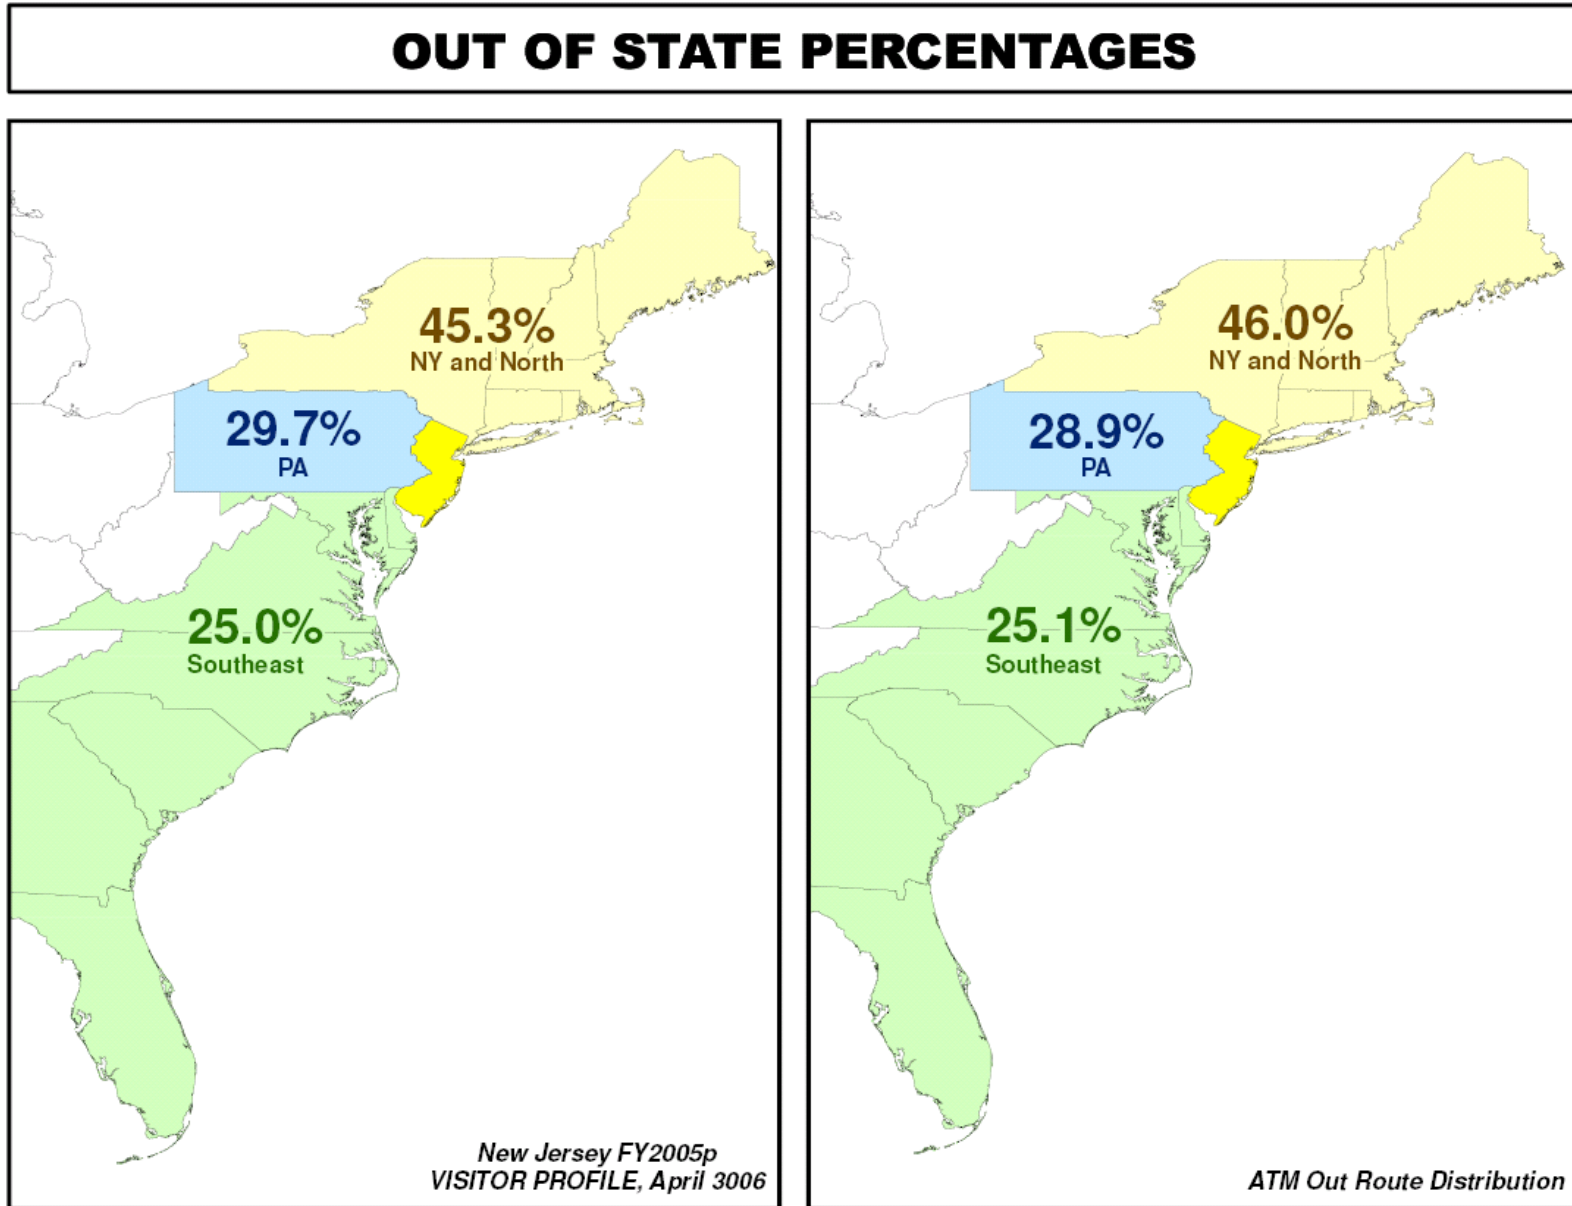 OUT OF STATE PERCENTAGES
45.3%
NY and North
29.7%
PA
25.0%
Southeast
New Jersey FY2005p
VISITOR PROFILE, April 3006
46.0%
NY and North
28.9%
PA
25.1%
Southeast
ATM Out Route Distribution